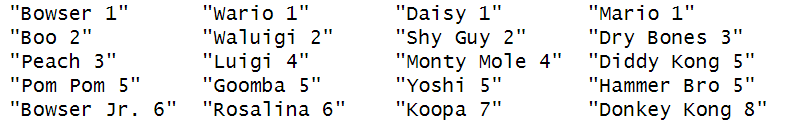 "Bowser 1" "Wario 1" "Daisy 1" "Mario 1"
"Boo 2" "Waluigi 2" "Shy Guy 2" "Dry Bones 3"
"Peach 3" "Luigi 4" "Monty Mole 4" "Diddy Kong 5"
"Pom Pom 5" "Goomba 5" "Yoshi 5" "Hammer Bro 5"
"Bowser Jr. 6" "Rosalina 6" "Koopa 7" "Donkey Kong 8"